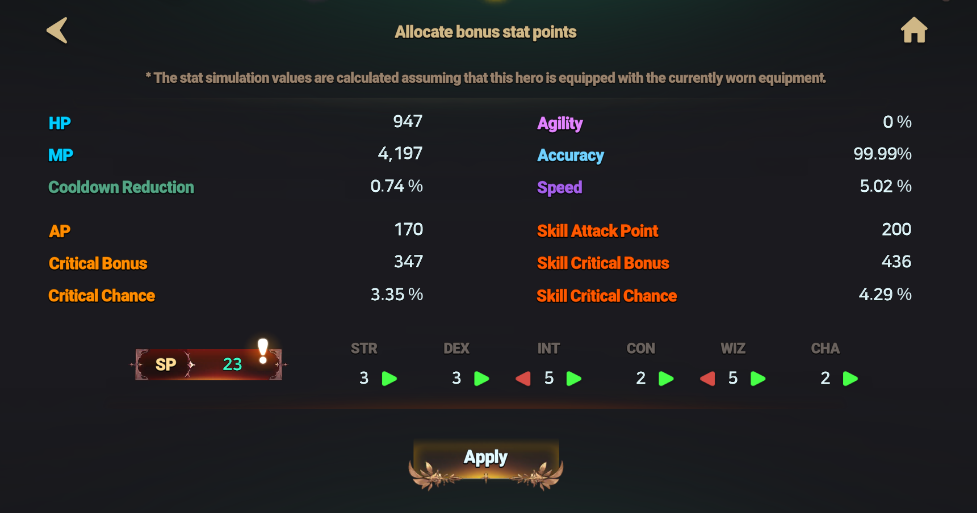 Allocate bonus stat points
* The stat simulation values are calculated assuming that this hero is equipped with the currently worn equipment.
HP 947 Agility 0 %
MP 4,197 Accuracy 99.99%
Cooldown Reduction 0.74 % Speed 5.02 %
AP 170 Skill Attack Point 200
Critical Bonus 347 Skill Critical Bonus 436
Critical Chance 3.35 % Skill Critical Chance 4.29 %
STR DEX INT CON WIZ CHA
SP 23 ! 3 3 5 2 5 2
Apply